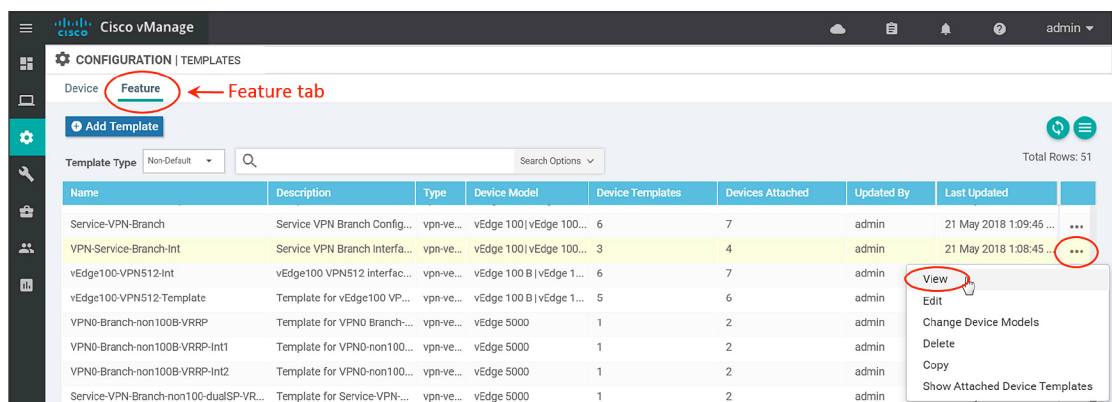 cisco Cisco vManage admin
CONFIGURATION | TEMPLATES
Device Feature Feature tab
Add Template
Template Type Non-Default Search Options Total Rows: 51
Name Description Type Device Model Device Templates Devices Attached Updated By Last Updated
Service-VPN-Branch Service VPN Branch Config... vpn-ve... vEdge 100|vEdge 100... 6 7 admin 21 May 2018 1:09:46 ... •••
VPN-Service-Branch-Int Service VPN Branch Interfa... vpn-ve... vEdge 100|vEdge 100... 3 4 admin 21 May 2018 1:08:45 ... •••
vEdge100-VPN512-Int vEdge100 VPN512 interfac... vpn-ve... vEdge 100 B|vEdge 1... 6 7 admin
View
vEdge100-VPN512-Template Template for vEdge100 VP... vpn-ve... vEdge 100 B|vEdge 1... 5 6 admin
Edit
VPN0-Branch-non100B-VRRP Template for VPN0 Branch-... vpn-ve... vEdge 5000 1 2 admin
Change Device Models
VPN0-Branch-non100B-VRRP-Int1 Template for VPN0-non100... vpn-ve... vEdge 5000 1 2 admin
Delete
VPN0-Branch-non100B-VRRP-Int2 Template for VPN0-non100... vpn-ve... vEdge 5000 1 2 admin
Copy
Service-VPN-Branch-non100-dualSP-VR... Template for Service-VPN-... vpn-ve... vEdge 5000 1 2 admin
Show Attached Device Templates